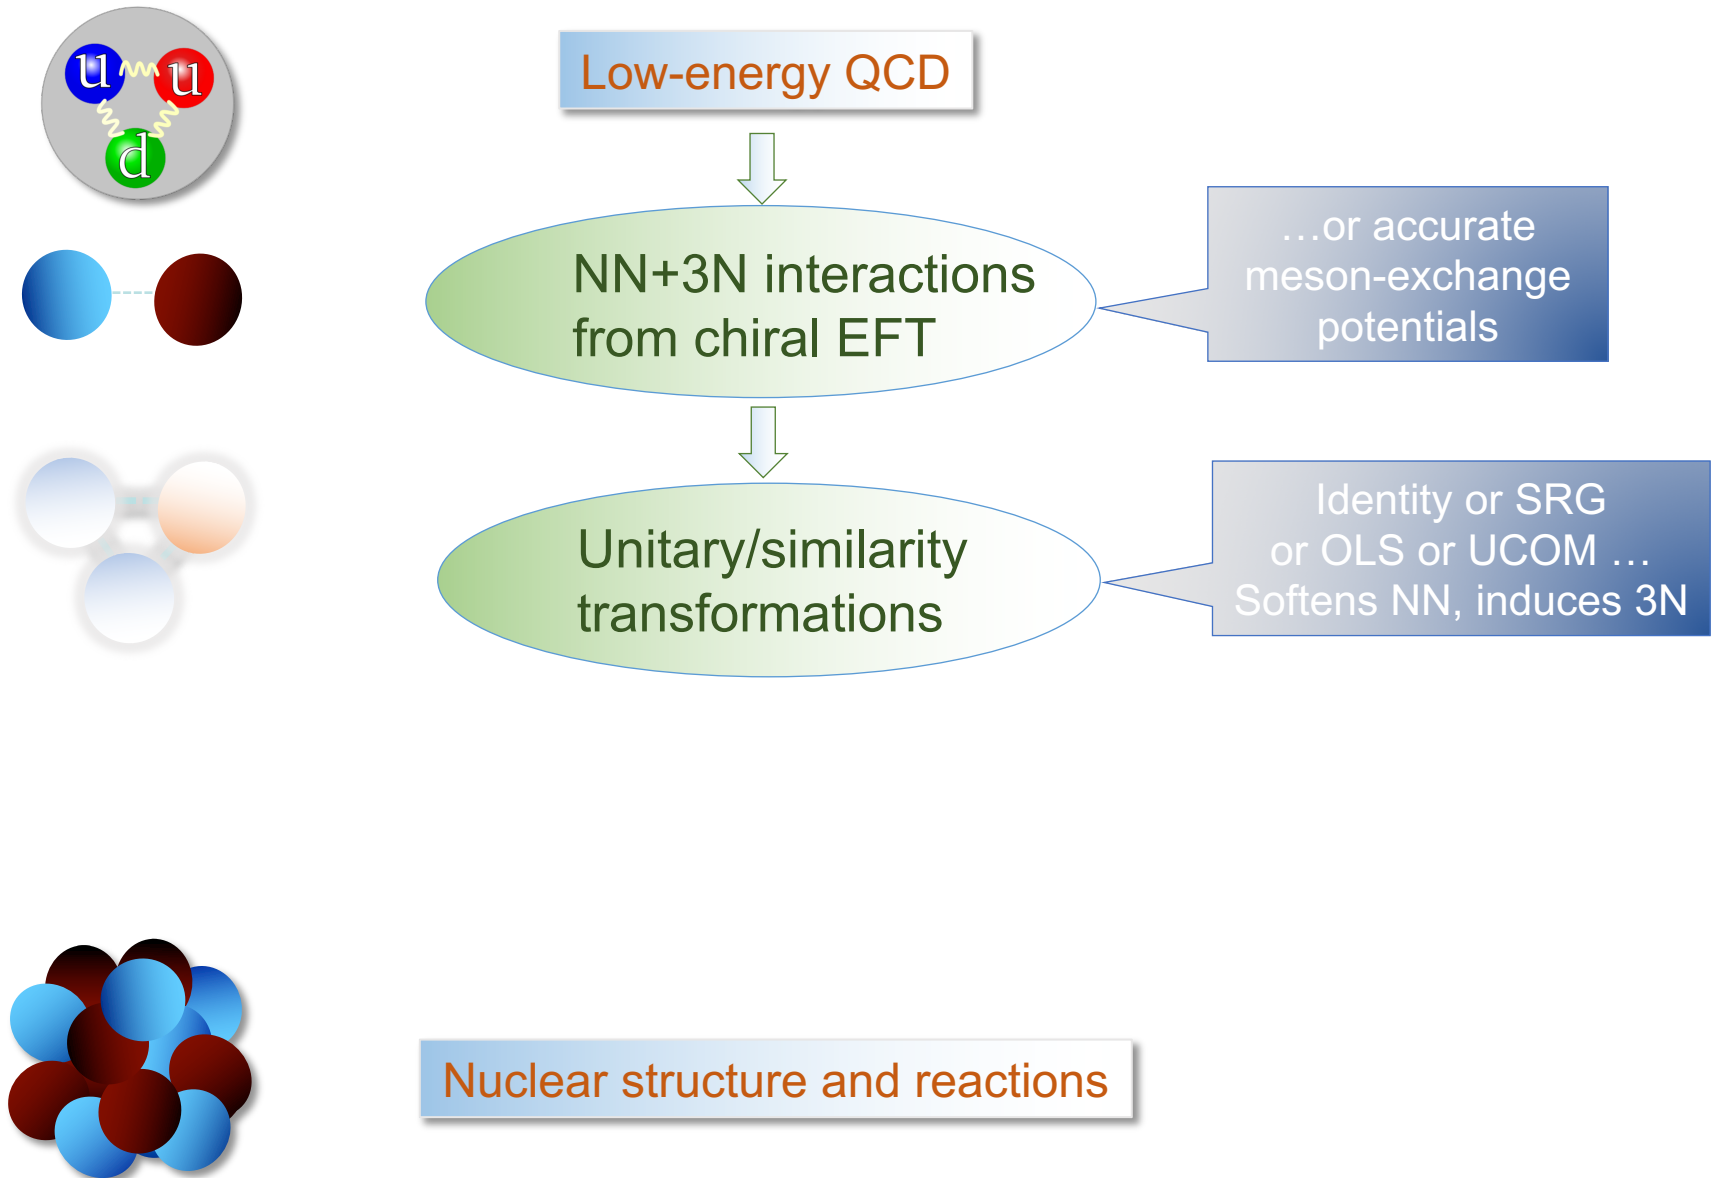 u u
d
Low-energy QCD
NN+3N interactions
from chiral EFT
…or accurate
meson-exchange
potentials
Unitary/similarity
transformations
Identity or SRG
or OLS or UCOM …
Softens NN, induces 3N
Nuclear structure and reactions